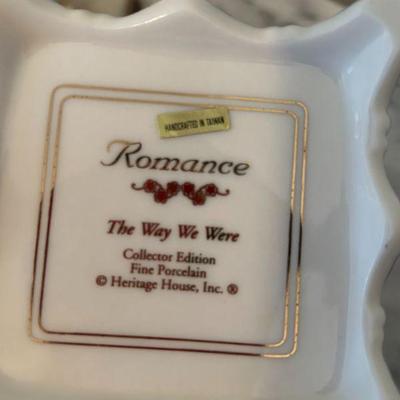 HANDCRAFTED IN TAIWAN
Romance
The Way We Were
Collector Edition
Fine Porcelain
© Heritage House, Inc. ®